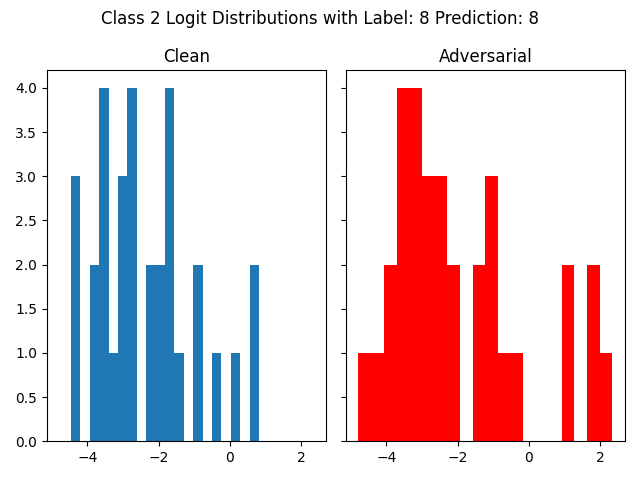 Class 2 Logit Distributions with Label: 8 Prediction: 8
Clean
Adversarial
4.0
3.5
3.0
2.5
2.0
1.5
1.0
0.5
0.0
−4 −2 0 2
−4 −2 0 2